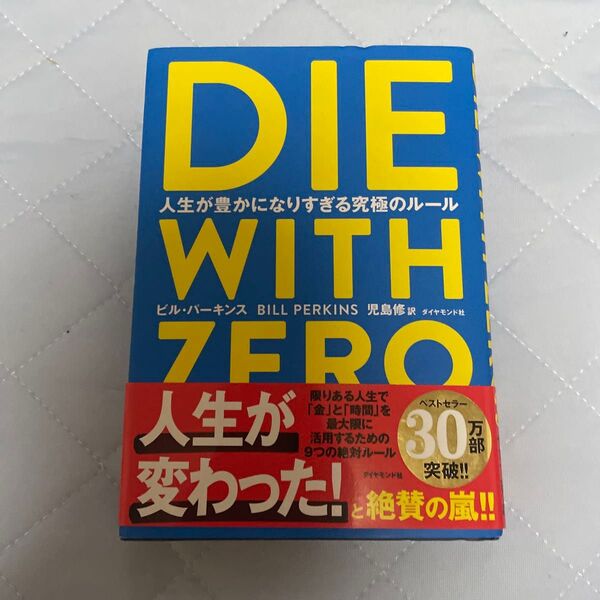 DIE
人生が豊かになりすぎる究極のルール
WITH
ビル・パーキンス BILL PERKINS 児島修 訳 ダイヤモンド社
ZERO
人生が
変わった!
と絶賛の嵐!!
限りある人生で
「金」と「時間」を
最大限に
活用するための
9つの絶対ルール
ダイヤモンド社
ベストセラー
30万部
突破!!